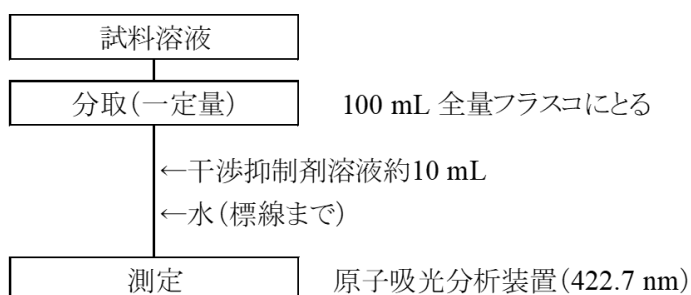 試料溶液
分取(一定量) 100 mL 全量フラスコにとる
←干渉抑制剤溶液約10 mL
←水(標線まで)
測定 原子吸光分析装置(422.7 nm)